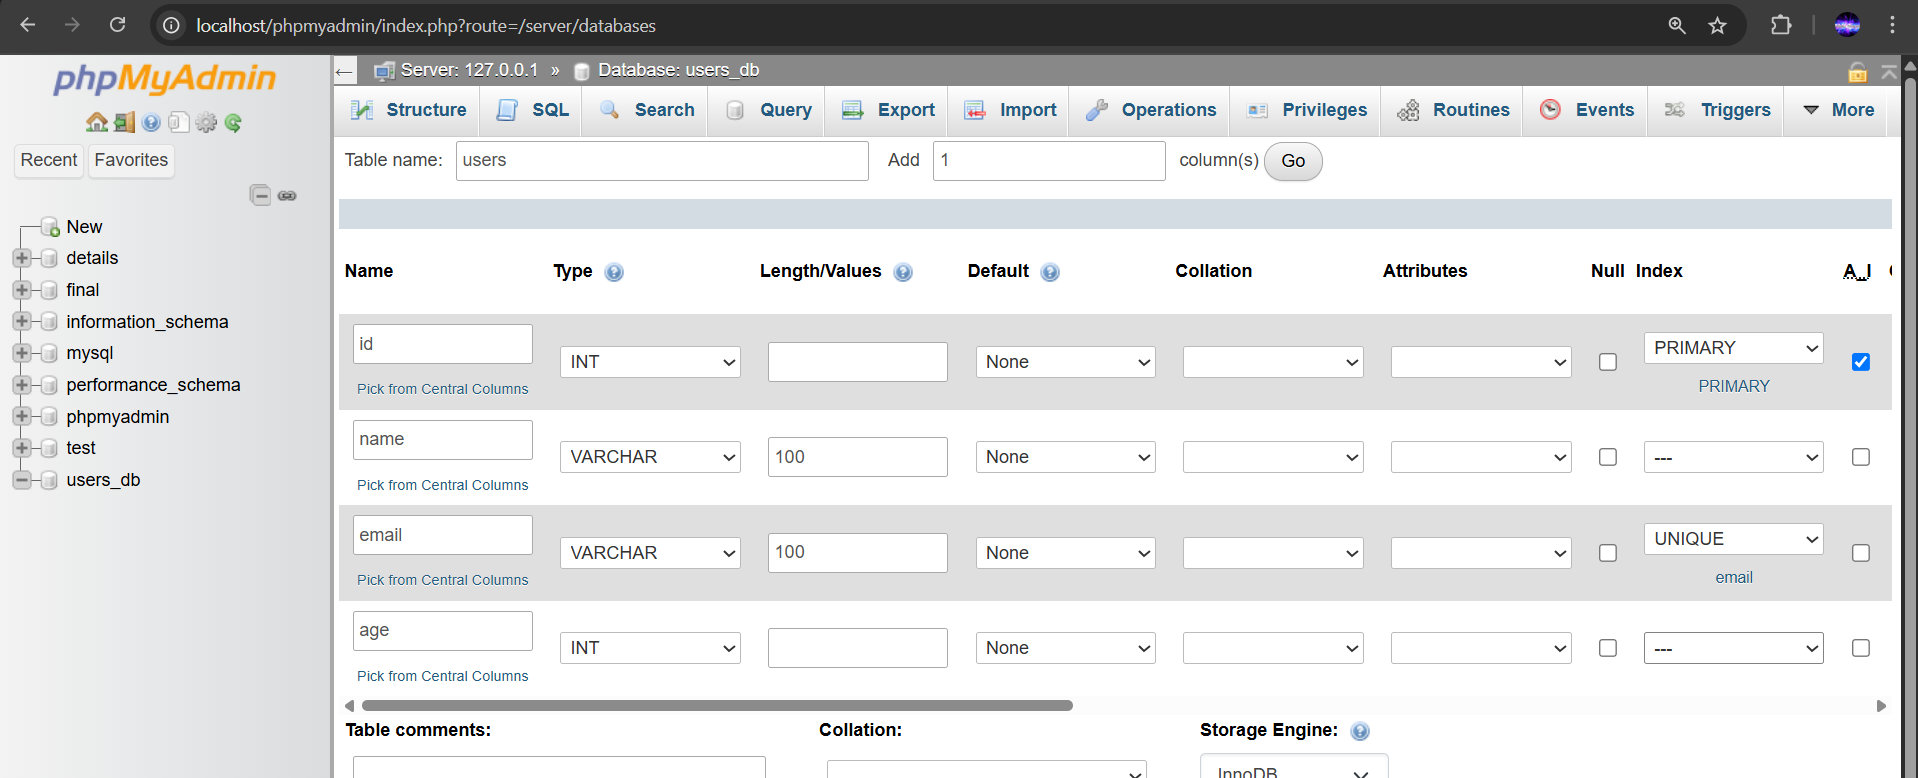 localhost/phpmyadmin/index.php?route=/server/databases
phpMyAdmin
Recent Favorites
New
details
final
information_schema
mysql
performance_schema
phpmyadmin
test
users_db
Server: 127.0.0.1 » Database: users_db
Structure SQL Search Query Export Import Operations Privileges Routines Events Triggers More
Table name: users Add 1 column(s) Go
Name Type Length/Values Default Collation Attributes Null Index A_I
id INT None PRIMARY
Pick from Central Columns PRIMARY
name VARCHAR 100 None ---
Pick from Central Columns
email VARCHAR 100 None UNIQUE
Pick from Central Columns email
age INT None ---
Pick from Central Columns
Table comments: Collation: Storage Engine:
InnoDB